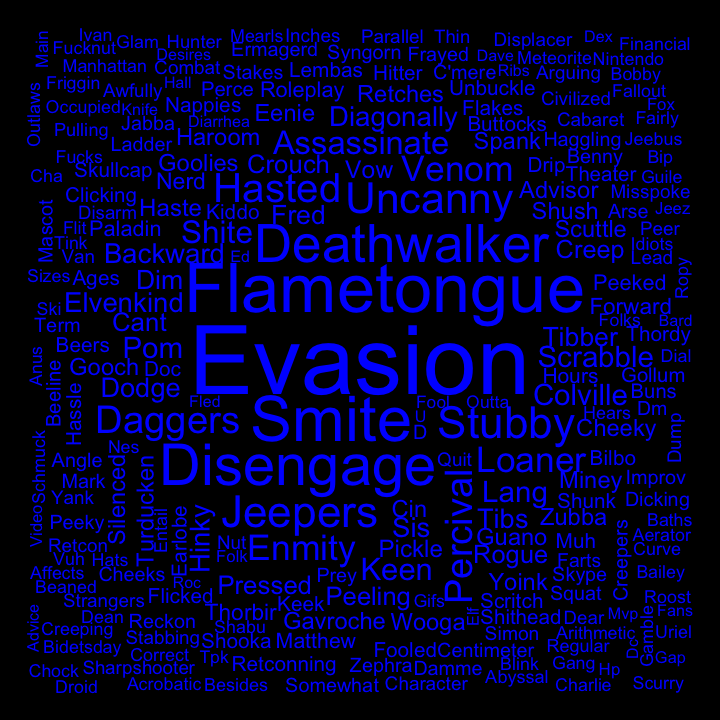 Main
Ivan
Glam
Hunter
Mearls
Inches
Parallel
Thin
Displacer
Dex
Financial
Fucknut
Desires
Ermagerd
Syngorn
Frayed
Dave
Meteorite
Nintendo
Manhattan
Combat
Stakes
Lembas
Hitter
C'mere
Ribs
Arguing
Bobby
Friggin
Awfully
Hall
Perce
Roleplay
Retches
Unbuckle
Civilized
Fallout
Outlaws
Occupied
Knife
Nappies
Eenie
Diagonally
Flakes
Fox
Pulling
Jabba
Diarrhea
Haroom
Assassinate
Buttocks
Cabaret
Fairly
Ladder
Spank
Haggling
Jeebus
Fucks
Skullcap
Goolies
Crouch
Vow
Venom
Drip
Benny
Bip
Cha
Nerd
Hasted
Uncanny
Advisor
Theater
Guile
Clicking
Misspoke
Mascot
Disarm
Haste
Kiddo
Fred
Shush
Arse
Jeez
Flit
Paladin
Shite
Deathwalker
Scuttle
Peer
Tink
Van
Backward
Ed
Creep
Idiots
Lead
Sizes
Ages
Dim
Flametongue
Peeked
Ropy
Ski
Elvenkind
Forward
Term
Cant
Evasion
Folks
Bard
Beers
Pom
Tibber
Thordy
Anus
Gooch
Doc
Scrabble
Dial
Beeline
Dodge
Hours
Gollum
Hassle
Fled
Smite
Fool
Outta
Colville
Buns
Daggers
U
D
Stubby
Hears
Dm
Cheeky
Dump
Schmuck
Nes
Disengage
Quit
Loaner
Bilbo
Angle
Silenced
Turducken
Mark
Lang
Miney
Improv
Yank
Percival
Shunk
Dicking
Video
Peeky
Entail
Earlobe
Hinky
Jeepers
Cin
Sis
Tibs
Zubba
Baths
Retcon
Nut
Enmity
Pickle
Guano
Muh
Creepers
Aerator
Vuh
Hats
Folk
Rogue
Farts
Curve
Affects
Cheeks
Roc
Prey
Keen
Yoink
Skype
Bailey
Beaned
Pressed
Peeling
Squat
Strangers
Flicked
Keek
Gifs
Scritch
Roost
Advice
Dean
Thorbir
Gavroche
Wooga
Elf
Shithead
Dear
Mvp
Gamble
Fans
Creeping
Reckon
Shabu
Simon
Arithmetic
Uriel
Bidetsday
Stabbing
Shooka
Matthew
Fooled
Centimeter
Regular
Dc
Chock
Correct
Tpk
Retconning
Zephra
Damme
Blink
Gang
Hp
Gap
Sharpshooter
Abyssal
Droid
Acrobatic
Besides
Somewhat
Character
Charlie
Scurry